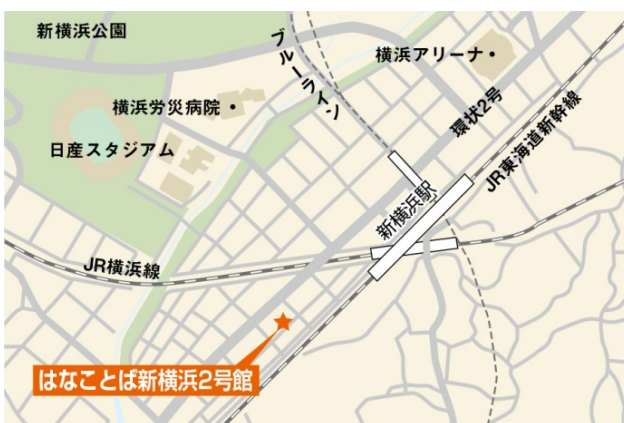 新横浜公園
ブルーライン
横浜アリーナ
環状2号
横浜労災病院
日産スタジアム
JR東海道新幹線
新横浜駅
JR横浜線
はなことば新横浜2号館